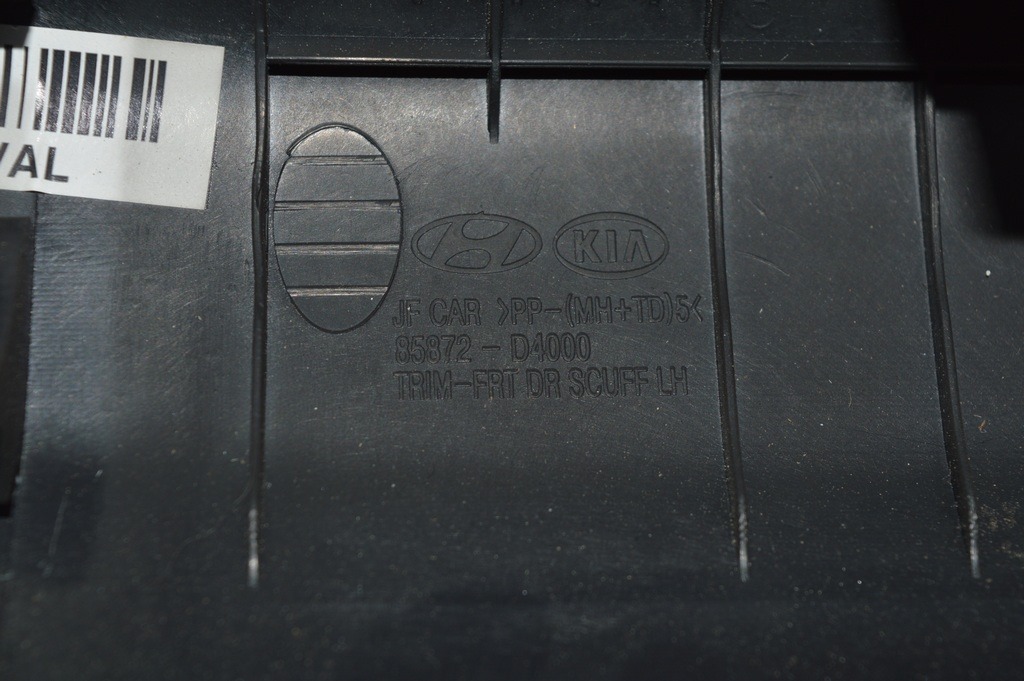 VAL
KIA
JF CAR >PP-(MH+TD)5<
85872 - D4000
TRIM-FRT DR SCUFF LH